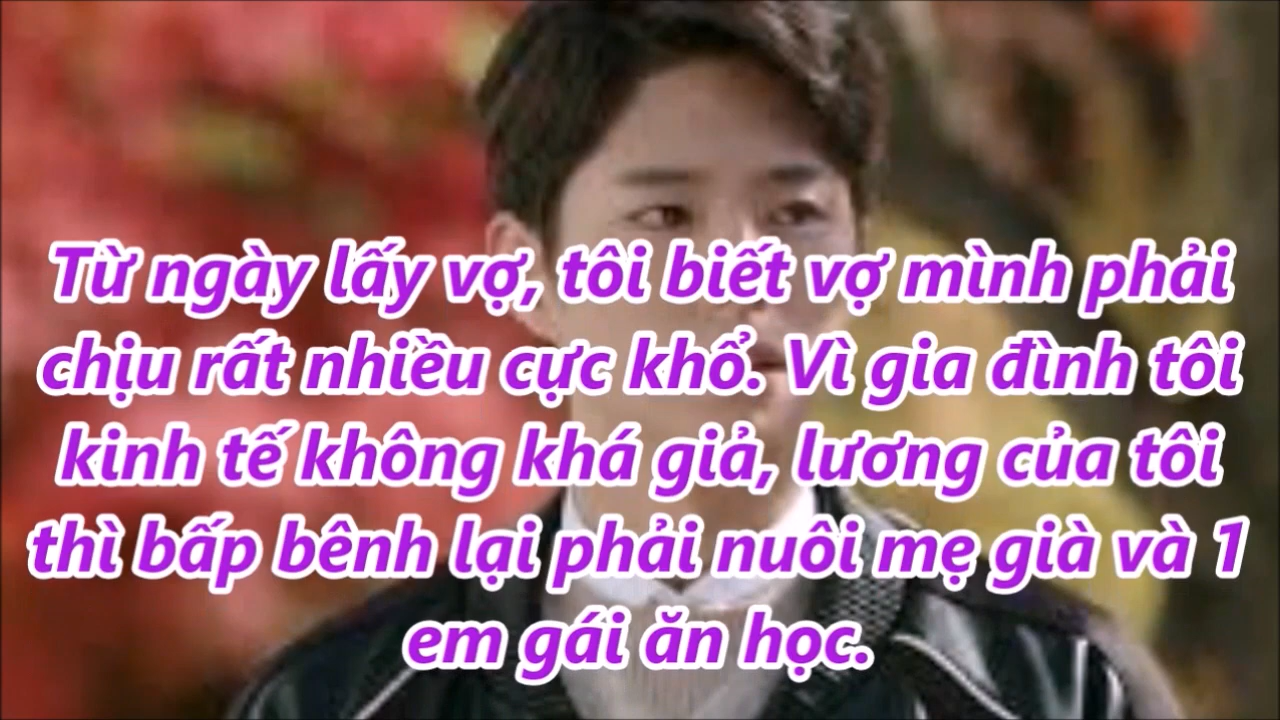 Từ ngày lấy vợ, tôi biết vợ mình phải
chịu rất nhiều cực khổ. Vì gia đình tôi
kinh tế không khá giả, lương của tôi
thì bấp bênh lại phải nuôi mẹ già và 1
em gái ăn học.